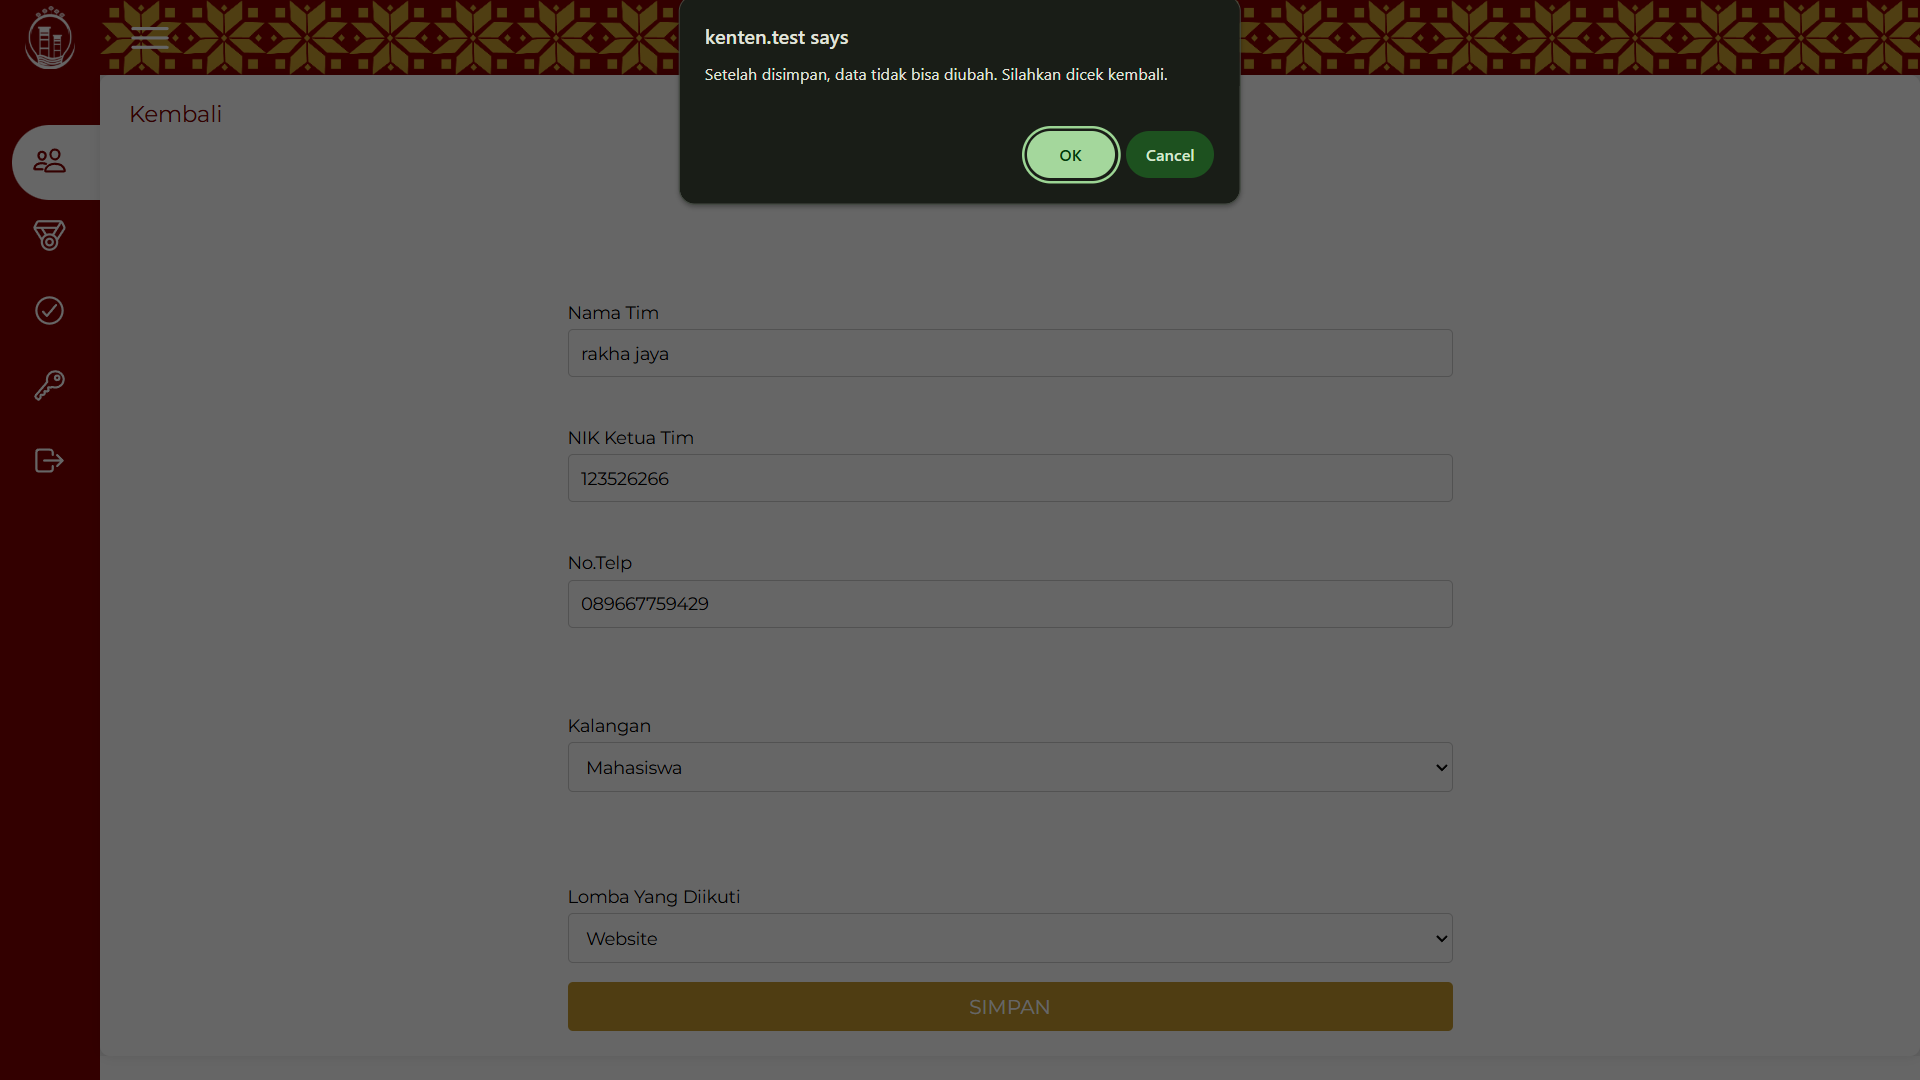 kenten.test says
Setelah disimpan, data tidak bisa diubah. Silahkan dicek kembali.
OK
Cancel
Kembali
Nama Tim
rakha jaya
NIK Ketua Tim
123526266
No.Telp
089667759429
Kalangan
Mahasiswa
Lomba Yang Diikuti
Website
SIMPAN